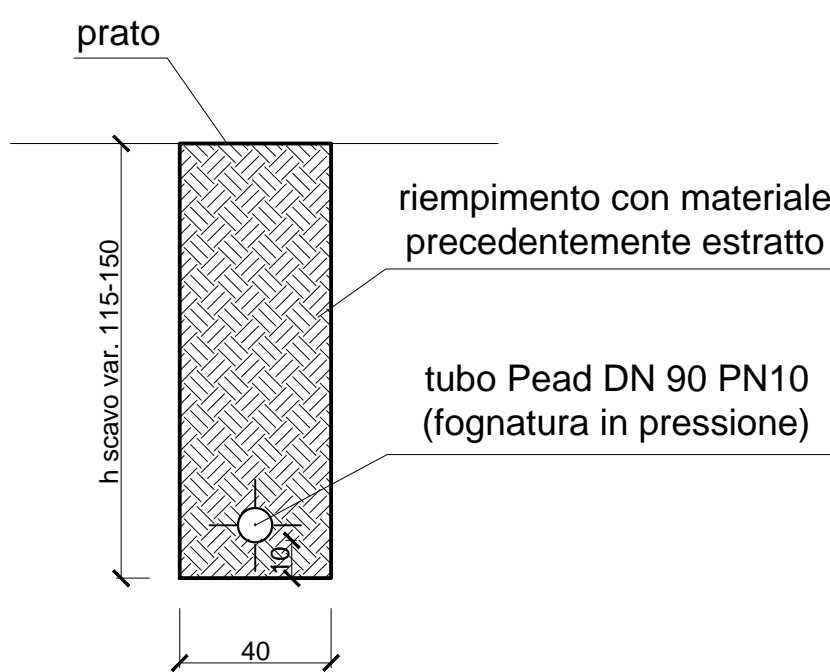 prato
riempimento con materiale
precedentemente estratto
h scavo var. 115-150
tubo Pead DN 90 PN10
(fognatura in pressione)
10
40